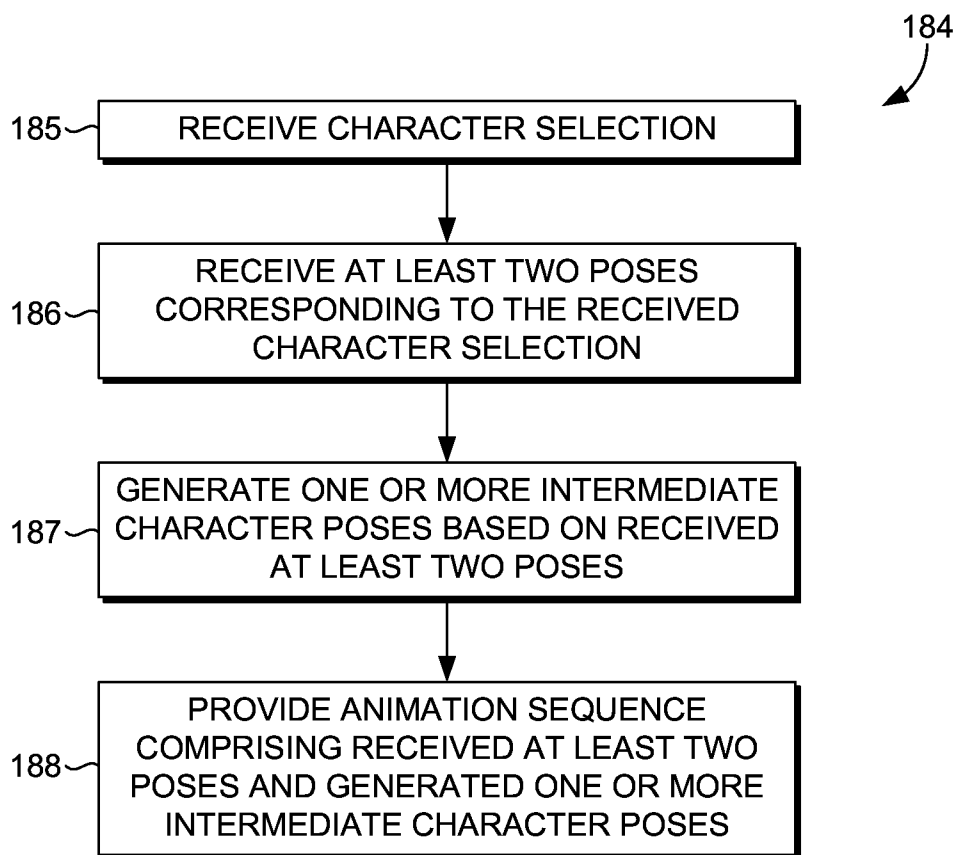 184
185
RECEIVE CHARACTER SELECTION
186
RECEIVE AT LEAST TWO POSES
CORRESPONDING TO THE RECEIVED
CHARACTER SELECTION
187
GENERATE ONE OR MORE INTERMEDIATE
CHARACTER POSES BASED ON RECEIVED
AT LEAST TWO POSES
188
PROVIDE ANIMATION SEQUENCE
COMPRISING RECEIVED AT LEAST TWO
POSES AND GENERATED ONE OR MORE
INTERMEDIATE CHARACTER POSES